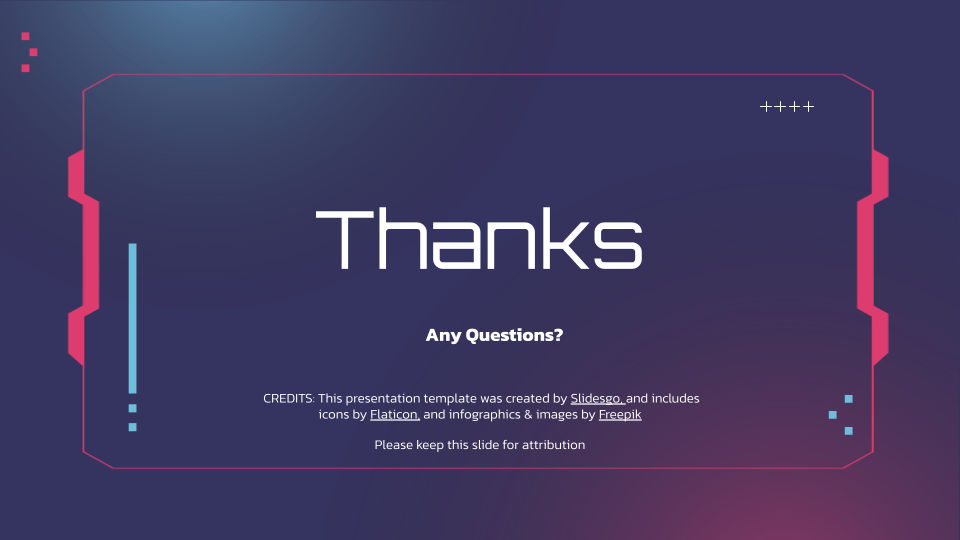 Thanks
Any Questions?
CREDITS: This presentation template was created by Slidesgo, and includes
icons by Flaticon, and infographics & images by Freepik
Please keep this slide for attribution